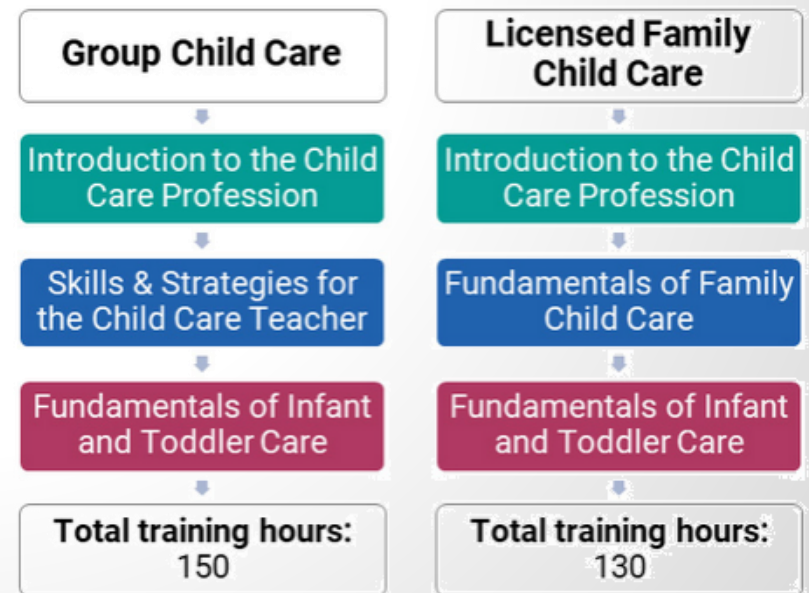 Group Child Care
Introduction to the Child
Care Profession
Skills & Strategies for
the Child Care Teacher
Fundamentals of Infant
and Toddler Care
Total training hours:
150
Licensed Family
Child Care
Introduction to the Child
Care Profession
Fundamentals of Family
Child Care
Fundamentals of Infant
and Toddler Care
Total training hours:
130